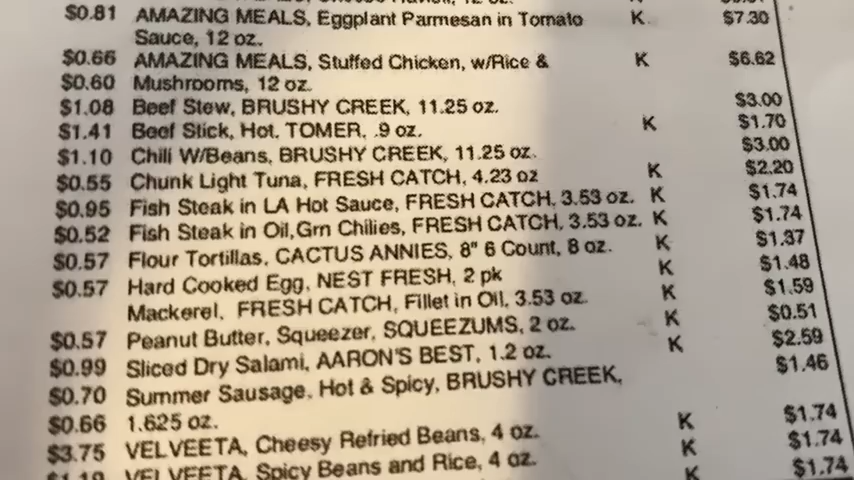 $0.81 AMAZING MEALS, Eggplant Parmesan in Tomato K $7.30
Sauce, 12 oz.
$0.66 AMAZING MEALS, Stuffed Chicken, w/Rice & K $6.62
$0.60 Mushrooms, 12 oz.
$1.08 Beef Stew, BRUSHY CREEK, 11.25 oz. $3.00
$1.41 Beef Stick, Hot, TOMER, .9 oz. K $1.70
$1.10 Chili W/Beans, BRUSHY CREEK, 11.25 oz. $3.00
$0.55 Chunk Light Tuna, FRESH CATCH, 4.23 oz K $2.20
$0.95 Fish Steak in LA Hot Sauce, FRESH CATCH, 3.53 oz. K $1.74
$0.52 Fish Steak in Oil,Grn Chilies, FRESH CATCH, 3.53 oz. K $1.74
$0.57 Flour Tortillas, CACTUS ANNIES, 8" 6 Count, 8 oz. K $1.37
$0.57 Hard Cooked Egg, NEST FRESH, 2 pk K $1.48
Mackerel, FRESH CATCH, Fillet in Oil, 3.53 oz. K $1.59
$0.57 Peanut Butter, Squeezer, SQUEEZUMS, 2 oz. K $0.51
$0.99 Sliced Dry Salami, AARON'S BEST, 1.2 oz. K $2.59
$0.70 Summer Sausage, Hot & Spicy, BRUSHY CREEK, $1.46
$0.66 1.625 oz.
$3.75 VELVEETA, Cheesy Refried Beans, 4 oz. K $1.74
VELVEETA, Spicy Beans and Rice, 4 oz. K $1.74
K $1.74